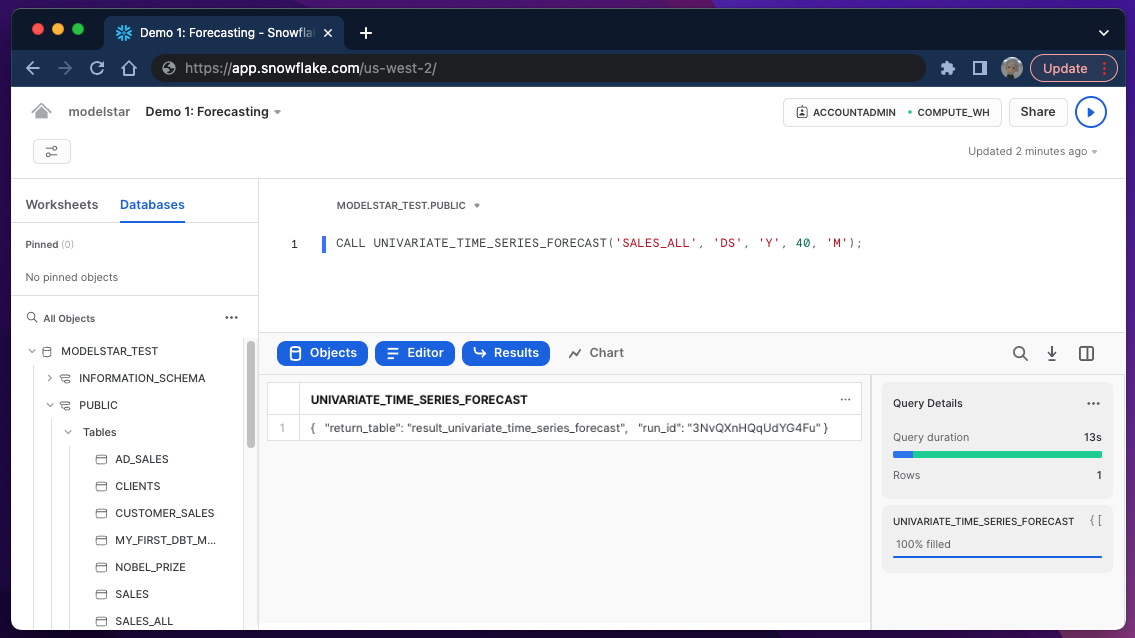 Demo 1: Forecasting - Snowfla
https://app.snowflake.com/us-west-2/
Update
modelstar
Demo 1: Forecasting
ACCOUNTADMIN • COMPUTE_WH
Share
Updated 2 minutes ago
Worksheets
Databases
Pinned (0)
No pinned objects
All Objects
MODELSTAR_TEST
INFORMATION_SCHEMA
PUBLIC
Tables
AD_SALES
CLIENTS
CUSTOMER_SALES
MY_FIRST_DBT_M...
NOBEL_PRIZE
SALES
SALES_ALL
MODELSTAR_TEST.PUBLIC
1 CALL UNIVARIATE_TIME_SERIES_FORECAST('SALES_ALL', 'DS', 'Y', 40, 'M');
Objects
Editor
Results
Chart
UNIVARIATE_TIME_SERIES_FORECAST
1 { "return_table": "result_univariate_time_series_forecast", "run_id": "3NvQXnHQqUdYG4Fu" }
Query Details
Query duration 13s
Rows 1
UNIVARIATE_TIME_SERIES_FORECAST { [
100% filled